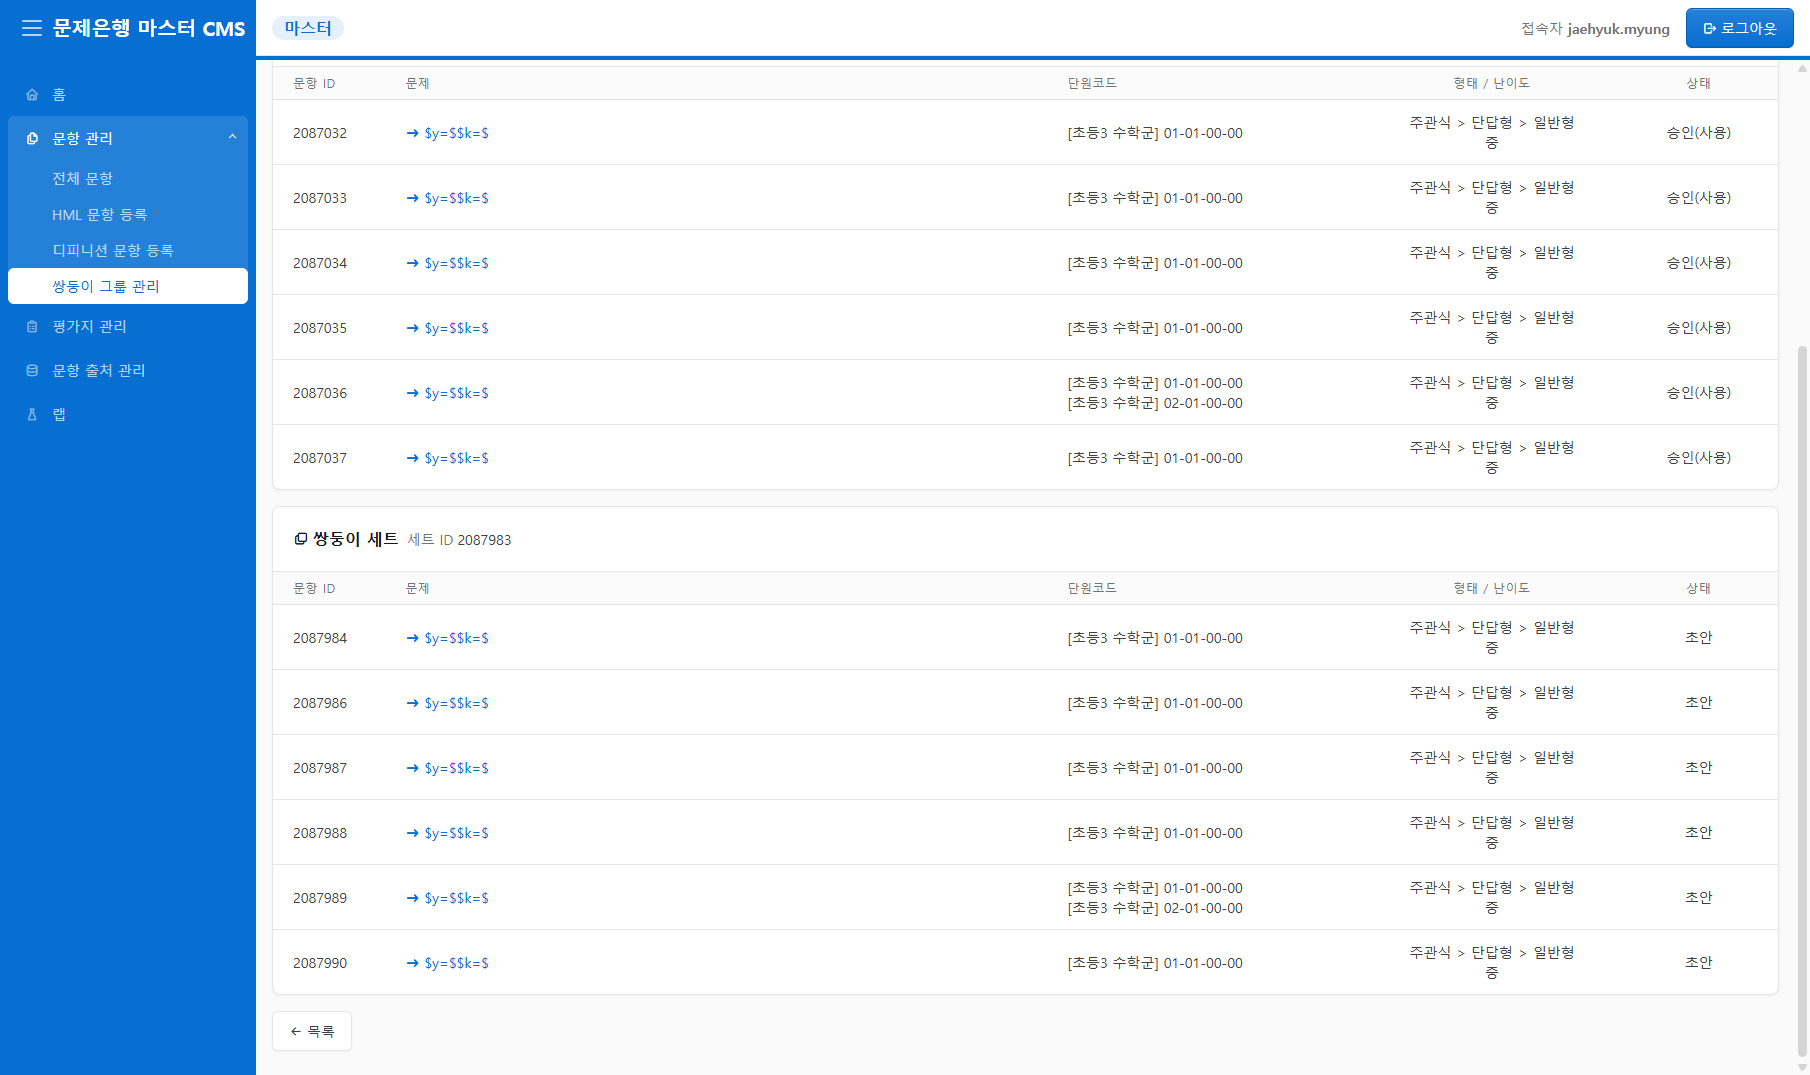 문제은행 마스터 CMS
마스터
접속자 jaehyuk.myung
로그아웃
홈
문항 관리
전체 문항
HML 문항 등록
디피니션 문항 등록
쌍둥이 그룹 관리
평가지 관리
문항 출처 관리
랩
문항 ID 문제 단원코드 형태 / 난이도 상태
2087032 → $y=$$k=$ [초등3 수학군] 01-01-00-00 주관식 > 단답형 > 일반형 승인(사용)
중
2087033 → $y=$$k=$ [초등3 수학군] 01-01-00-00 주관식 > 단답형 > 일반형 승인(사용)
중
2087034 → $y=$$k=$ [초등3 수학군] 01-01-00-00 주관식 > 단답형 > 일반형 승인(사용)
중
2087035 → $y=$$k=$ [초등3 수학군] 01-01-00-00 주관식 > 단답형 > 일반형 승인(사용)
중
2087036 → $y=$$k=$ [초등3 수학군] 01-01-00-00 주관식 > 단답형 > 일반형 승인(사용)
[초등3 수학군] 02-01-00-00 중
2087037 → $y=$$k=$ [초등3 수학군] 01-01-00-00 주관식 > 단답형 > 일반형 승인(사용)
중
쌍둥이 세트 세트 ID 2087983
문항 ID 문제 단원코드 형태 / 난이도 상태
2087984 → $y=$$k=$ [초등3 수학군] 01-01-00-00 주관식 > 단답형 > 일반형 초안
중
2087986 → $y=$$k=$ [초등3 수학군] 01-01-00-00 주관식 > 단답형 > 일반형 초안
중
2087987 → $y=$$k=$ [초등3 수학군] 01-01-00-00 주관식 > 단답형 > 일반형 초안
중
2087988 → $y=$$k=$ [초등3 수학군] 01-01-00-00 주관식 > 단답형 > 일반형 초안
중
2087989 → $y=$$k=$ [초등3 수학군] 01-01-00-00 주관식 > 단답형 > 일반형 초안
[초등3 수학군] 02-01-00-00 중
2087990 → $y=$$k=$ [초등3 수학군] 01-01-00-00 주관식 > 단답형 > 일반형 초안
중
← 목록